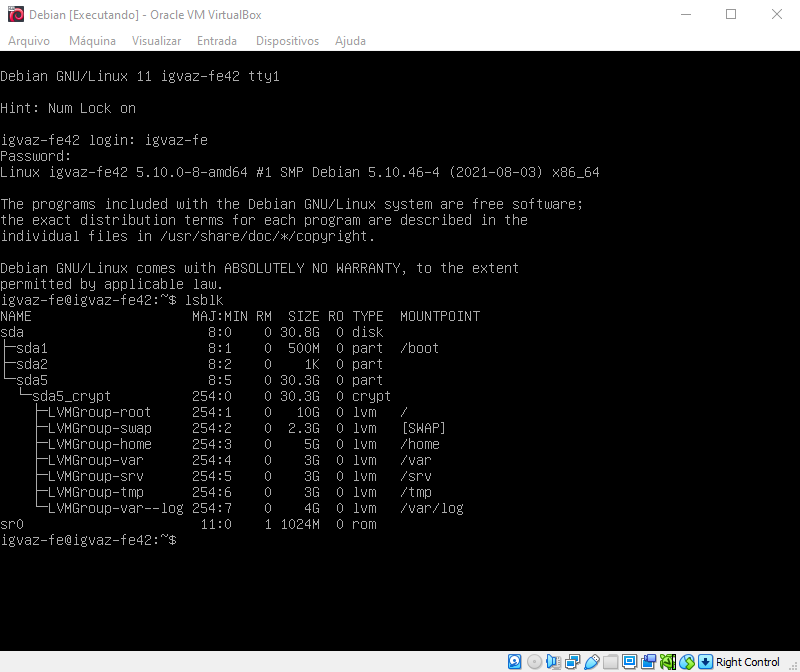 Debian [Executando] - Oracle VM VirtualBox
Arquivo Máquina Visualizar Entrada Dispositivos Ajuda
Debian GNU/Linux 11 igvaz-fe42 tty1
Hint: Num Lock on
igvaz-fe42 login: igvaz-fe
Password:
Linux igvaz-fe42 5.10.0-8-amd64 #1 SMP Debian 5.10.46-4 (2021-08-03) x86_64
The programs included with the Debian GNU/Linux system are free software;
the exact distribution terms for each program are described in the
individual files in /usr/share/doc/*/copyright.
Debian GNU/Linux comes with ABSOLUTELY NO WARRANTY, to the extent
permitted by applicable law.
igvaz-fe@igvaz-fe42:~$ lsblk
NAME                    MAJ:MIN RM  SIZE RO TYPE  MOUNTPOINT
sda                       8:0    0 30.8G  0 disk
├─sda1                    8:1    0  500M  0 part  /boot
├─sda2                    8:2    0    1K  0 part
└─sda5                    8:5    0 30.3G  0 part
  └─sda5_crypt          254:0    0 30.3G  0 crypt
    ├─LVMGroup-root     254:1    0   10G  0 lvm   /
    ├─LVMGroup-swap     254:2    0  2.3G  0 lvm   [SWAP]
    ├─LVMGroup-home     254:3    0    5G  0 lvm   /home
    ├─LVMGroup-var      254:4    0    3G  0 lvm   /var
    ├─LVMGroup-srv      254:5    0    3G  0 lvm   /srv
    ├─LVMGroup-tmp      254:6    0    3G  0 lvm   /tmp
    └─LVMGroup-var--log 254:7    0    4G  0 lvm   /var/log
sr0                      11:0    1 1024M  0 rom
igvaz-fe@igvaz-fe42:~$
Right Control